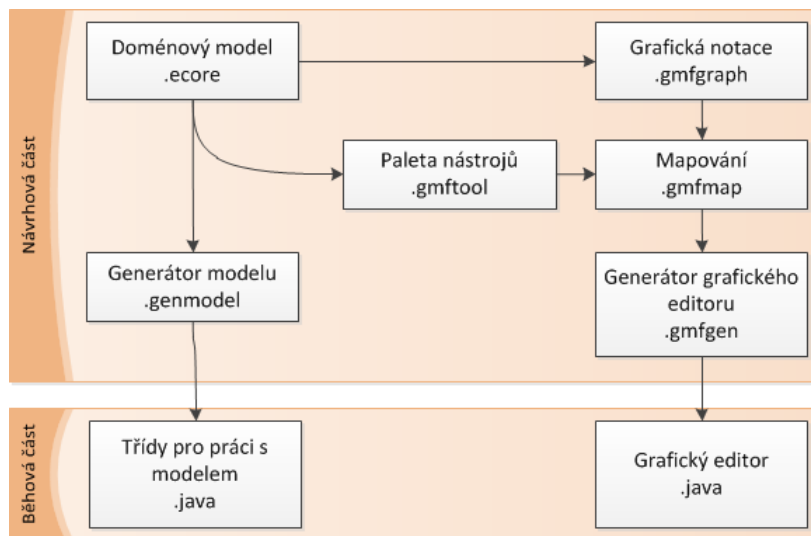 Návrhová část
Doménový model
.ecore
Grafická notace
.gmfgraph
Paleta nástrojů
.gmftool
Mapování
.gmfmap
Generátor modelu
.genmodel
Generátor grafického
editoru
.gmfgen
Běhová část
Třídy pro práci s
modelem
.java
Grafický editor
.java